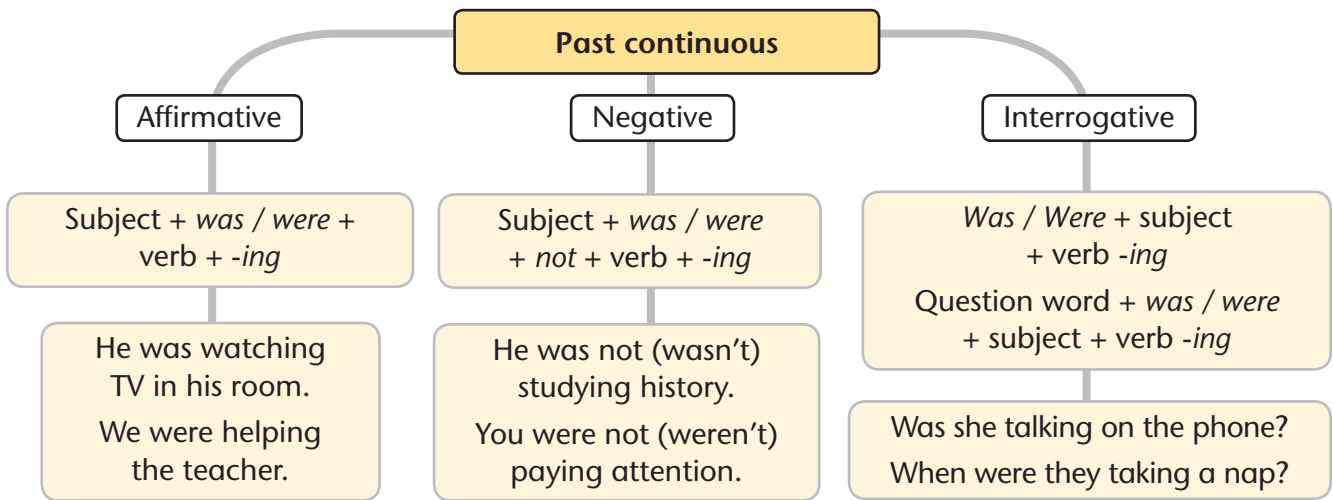 Past continuous
Affirmative
Subject + was / were +
verb + -ing
He was watching
TV in his room.
We were helping
the teacher.
Negative
Subject + was / were
+ not + verb + -ing
He was not (wasn't)
studying history.
You were not (weren't)
paying attention.
Interrogative
Was / Were + subject
+ verb -ing
Question word + was / were
+ subject + verb -ing
Was she talking on the phone?
When were they taking a nap?